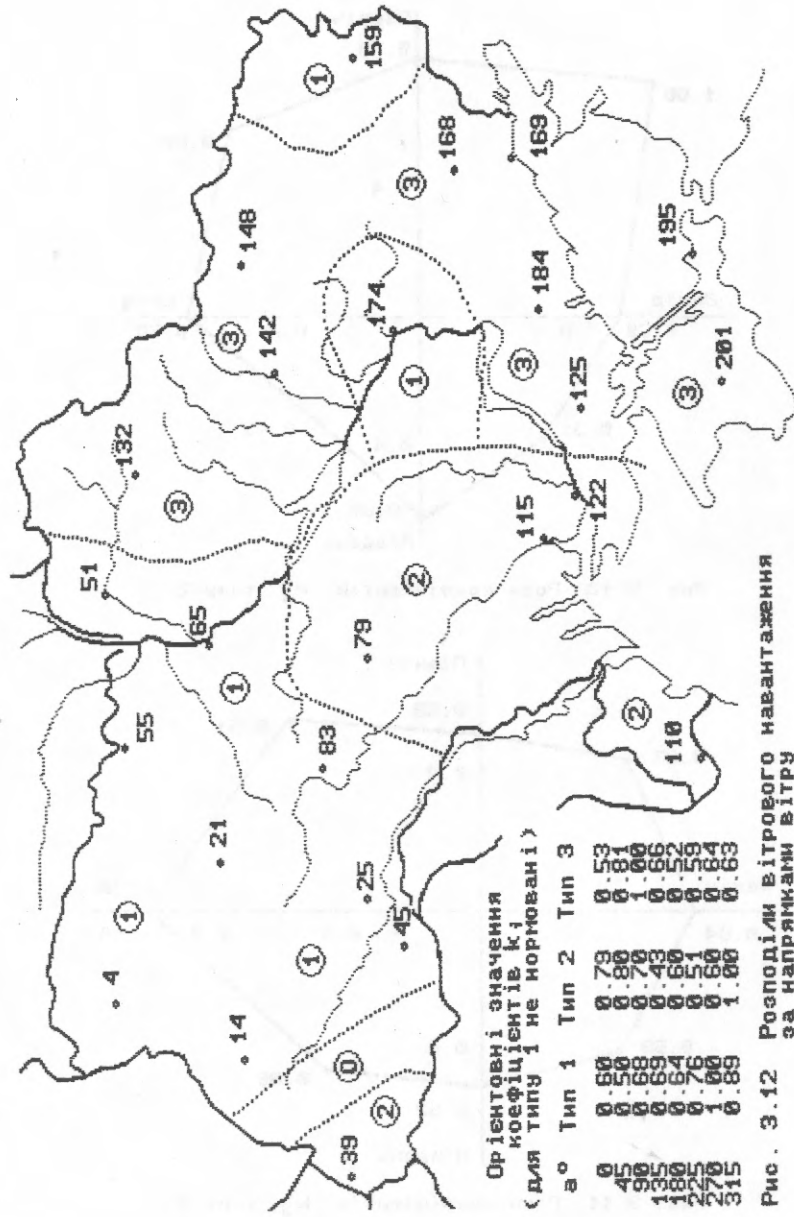 4
55
51
132
①
21
65
③
14
①
③
142
148
①
83
39
25
①
79
174
159
②
⓪
45
②
①
③
168
115
③
184
169
122
125
②
110
③
201
195
Орієнтовні значення
коефіцієнтів k i
(для типу 1 не нормовані)
a° Тип 1 Тип 2 Тип 3
0 0.60 0.79 0.53
45 0.50 0.80 0.81
90 0.68 0.70 1.00
135 0.69 0.43 0.66
180 0.64 0.60 0.52
225 0.76 0.51 0.59
270 1.00 0.60 0.64
315 0.89 1.00 0.63
Рис. 3.12 Розподіли вітрового навантаження
за напрямками вітру